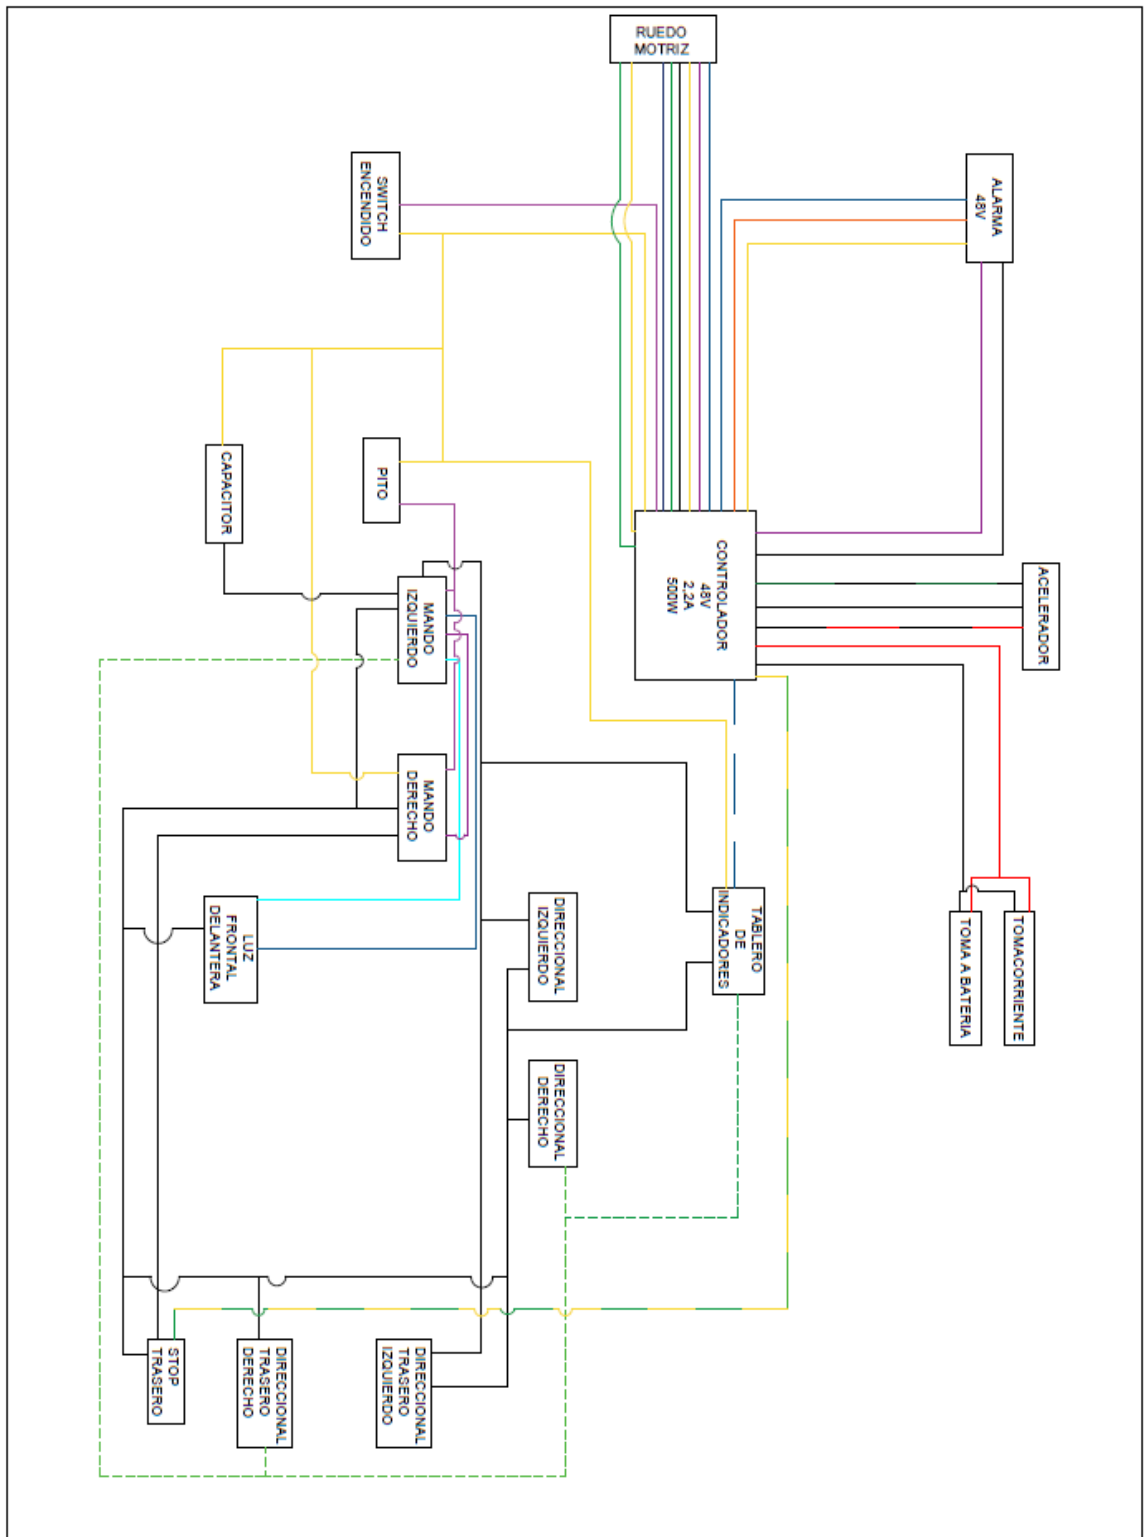 RUEDO
MOTRIZ
ALARMA
48V
SWITCH
ENCENDIDO
CAPACITOR
PITO
CONTROLADOR
48V
2,2A
500W
ACELERADOR
MANDO
IZQUIERDO
MANDO
DERECHO
LUZ
FRONTAL
DELANTERA
DIRECCIONAL
IZQUIERDO
TABLERO
DE
INDICADORES
TOMA A BATERIA
TOMACORRIENTE
DIRECCIONAL
DERECHO
STOP
TRASERO
DIRECCIONAL
TRASERO
DERECHO
DIRECCIONAL
TRASERO
IZQUIERDO